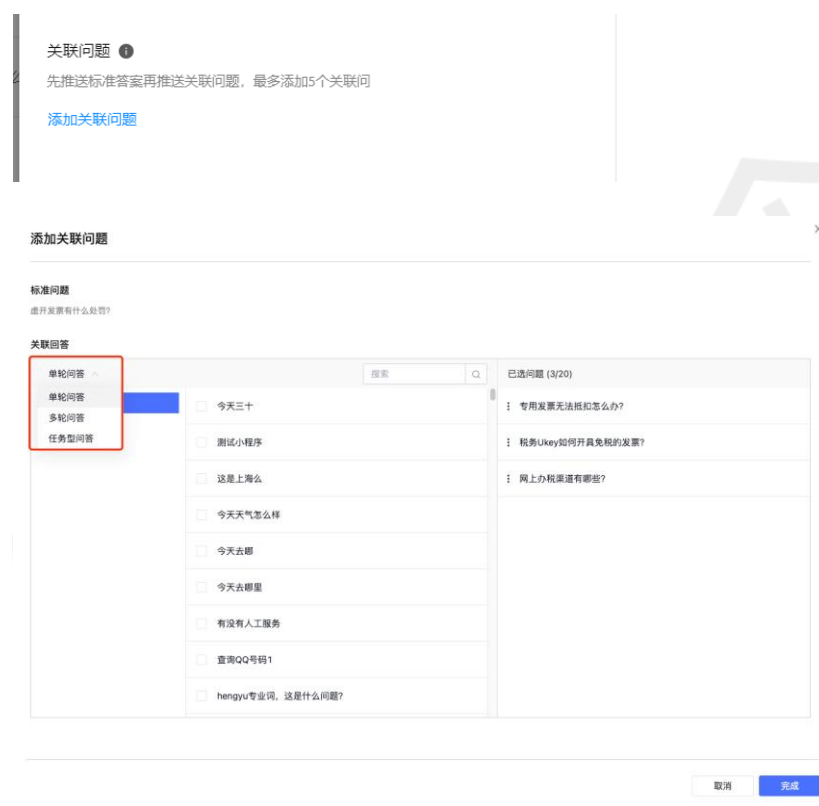 关联问题
先推送标准答案再推送关联问题，最多添加5个关联问
添加关联问题
添加关联问题
标准问题
虚开发票有什么处罚?
关联回答
单轮问答
搜索
已选问题 (3/20)
单轮问答
多轮问答
任务型问答
今天三十
测试小程序
这是上海么
今天天气怎么样
今天去哪
今天去哪里
有没有人工服务
查询QQ号码1
hengyu专业词，这是什么问题?
专用发票无法抵扣怎么办?
税务Ukey如何开具免税的发票?
网上办税渠道有哪些?
取消
完成